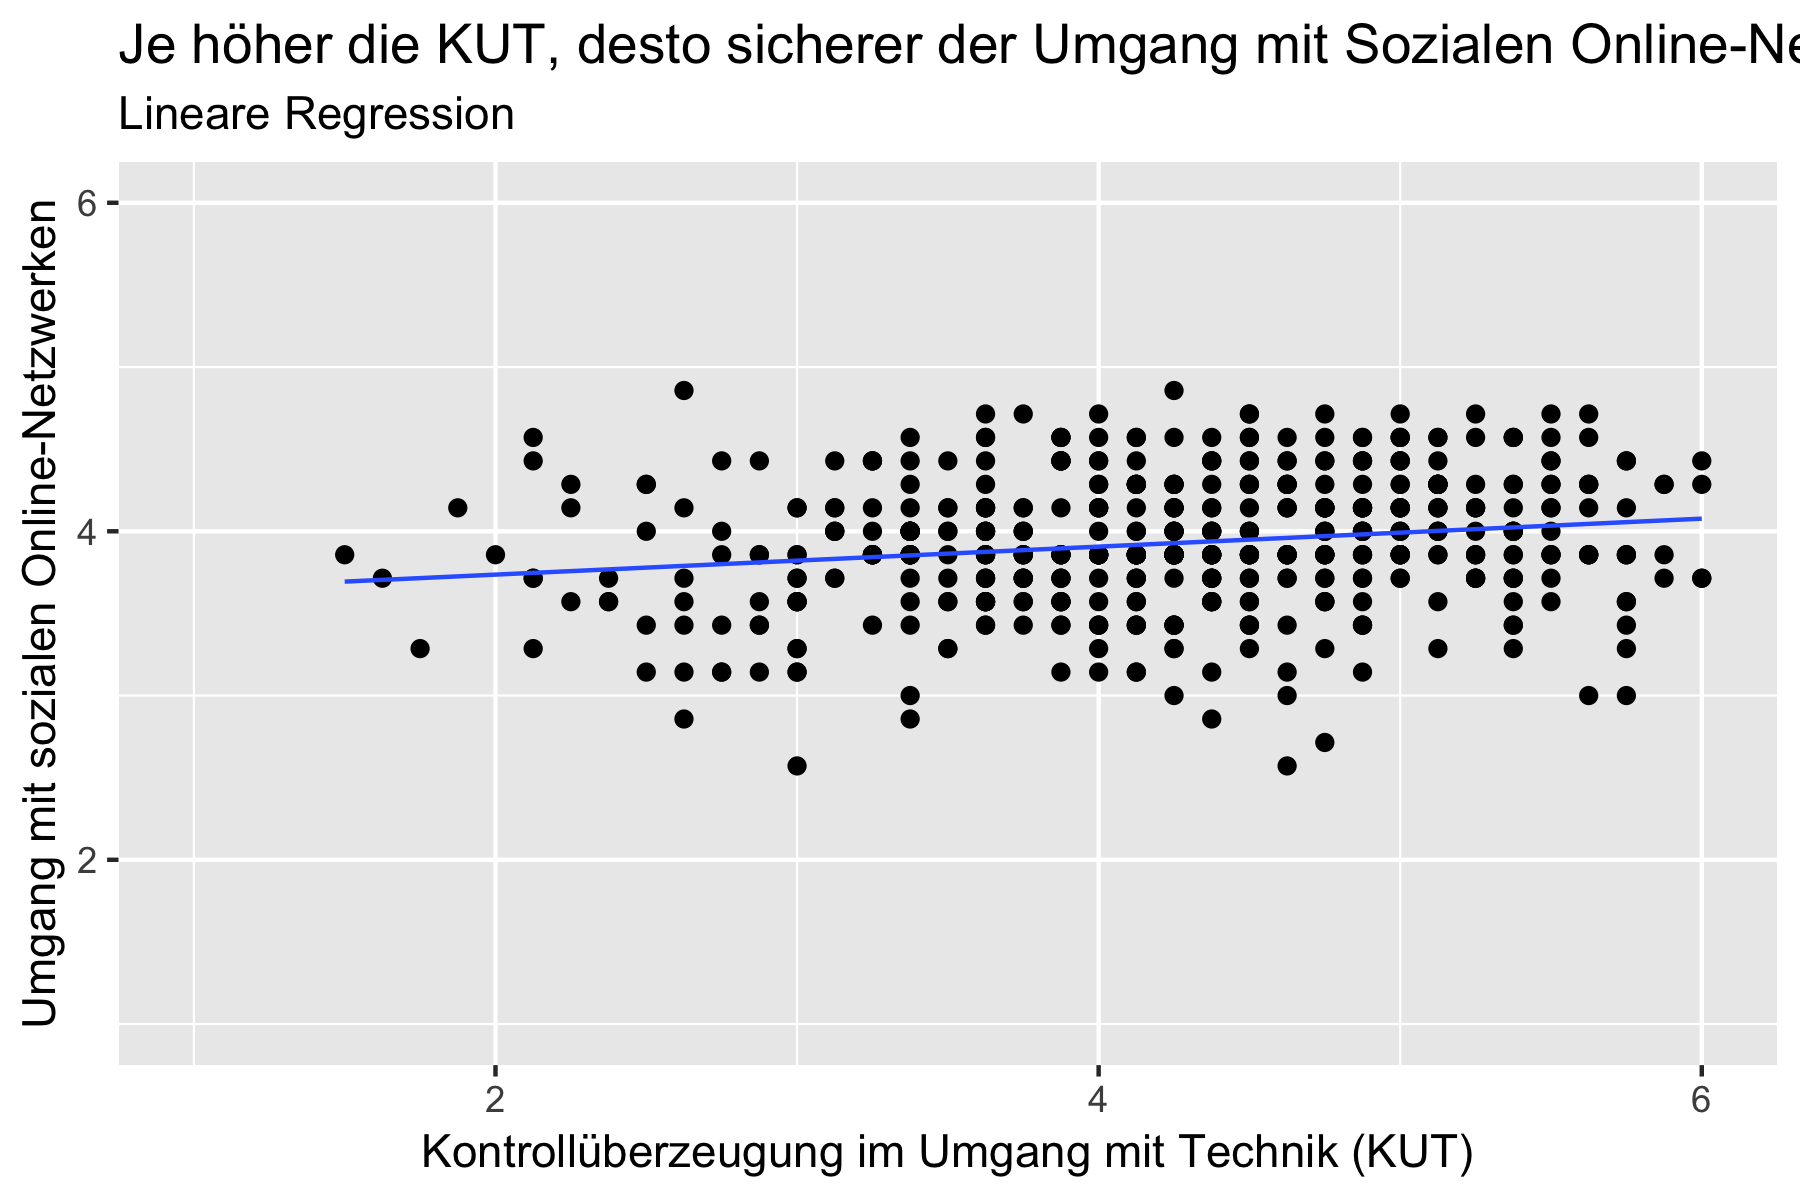 Je höher die KUT, desto sicherer der Umgang mit Sozialen Online-Ne
Lineare Regression
Umgang mit sozialen Online-Netzwerken
6
4
2
2
4
6
Kontrollüberzeugung im Umgang mit Technik (KUT)